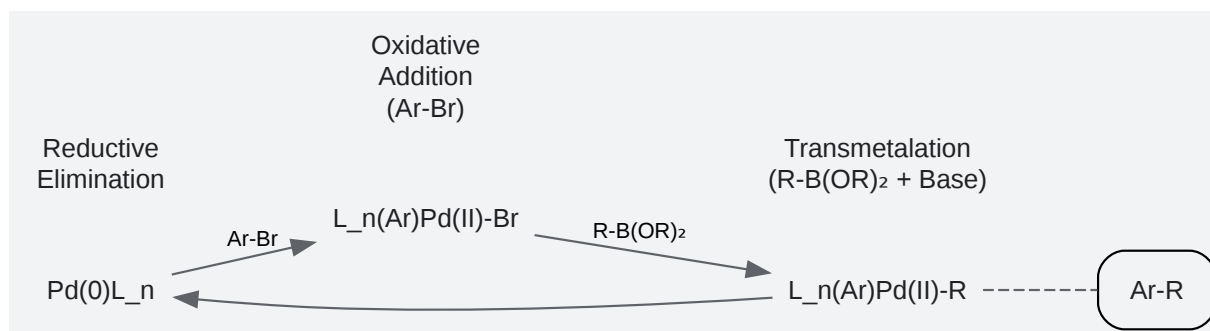 Oxidative
Addition
(Ar-Br)
Reductive
Elimination
Transmetalation
(R-B(OR)₂ + Base)
L_n(Ar)Pd(II)-Br
Ar-Br
R-B(OR)₂
Pd(0)L_n
L_n(Ar)Pd(II)-R
Ar-R